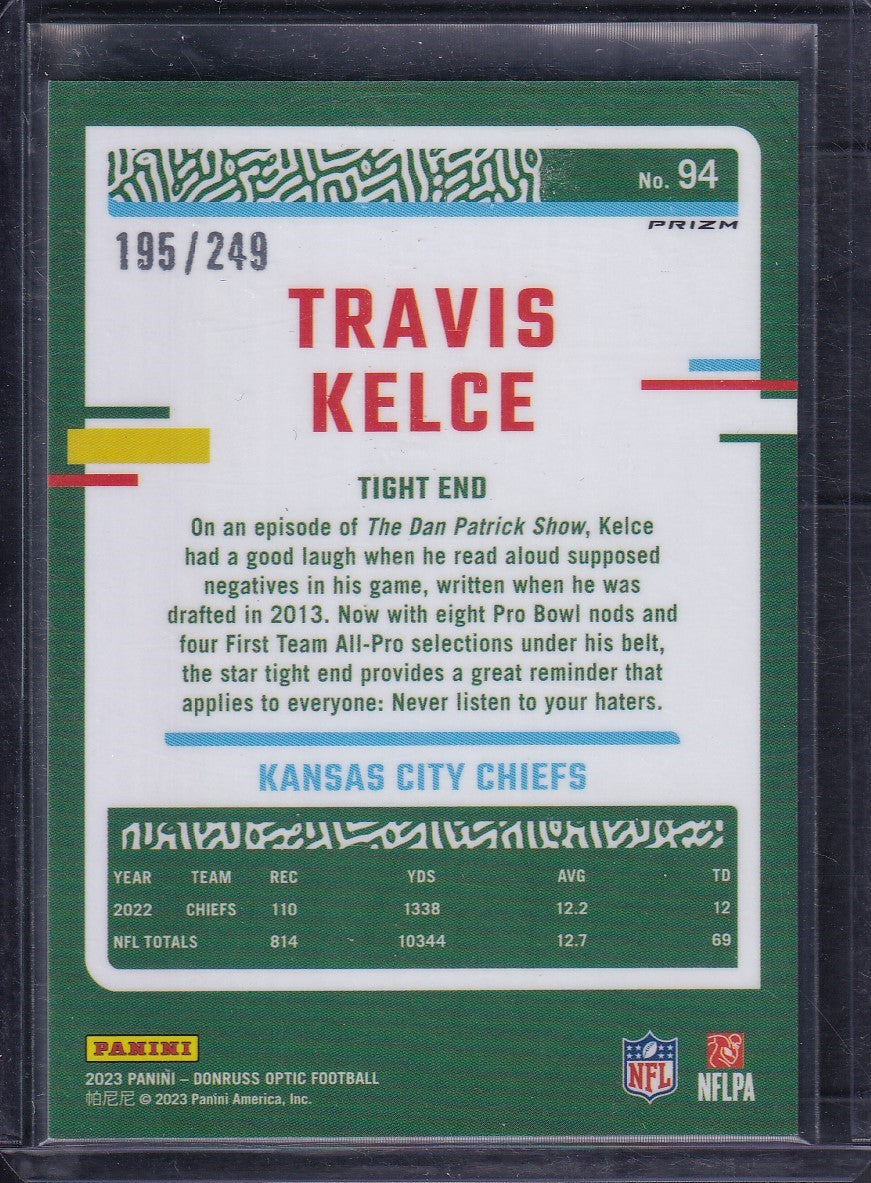 No. 94
PRIZM
195/249
TRAVIS
KELCE
TIGHT END
On an episode of The Dan Patrick Show, Kelce
had a good laugh when he read aloud supposed
negatives in his game, written when he was
drafted in 2013. Now with eight Pro Bowl nods and
four First Team All-Pro selections under his belt,
the star tight end provides a great reminder that
applies to everyone: Never listen to your haters.
KANSAS CITY CHIEFS
YEAR TEAM REC YDS AVG TD
2022 CHIEFS 110 1338 12.2 12
NFL TOTALS 814 10344 12.7 69
PANINI
2023 PANINI – DONRUSS OPTIC FOOTBALL
帕尼尼 © 2023 Panini America, Inc.
NFL
NFLPA